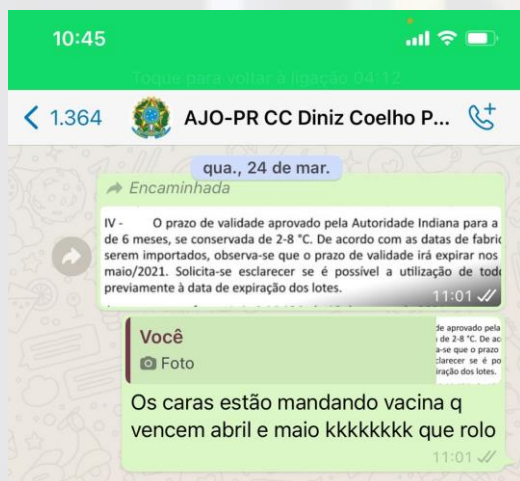 10:45
Toque para voltar à ligação 04:12
1.364
AJO-PR CC Diniz Coelho P...
qua., 24 de mar.
Encaminhada
IV - O prazo de validade aprovado pela Autoridade Indiana para a
de 6 meses, se conservada de 2-8 °C. De acordo com as datas de fabric
serem importados, observa-se que o prazo de validade irá expirar nos
maio/2021. Solicita-se esclarecer se é possível a utilização de tod
previamente à data de expiração dos lotes.
11:01
Você
Foto
de aprovado pela
de 2-8 °C. De ac
a-se que o prazo
clarecer se é po
iração dos lotes.
Os caras estão mandando vacina q
vencem abril e maio kkkkkkkk que rolo
11:01